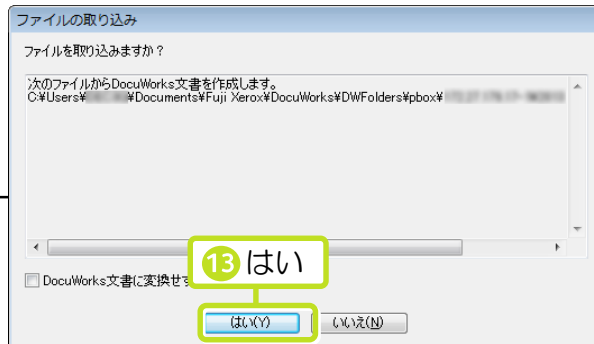 ファイルの取り込み
ファイルを取り込みますか？
次のファイルからDocuWorks文書を作成します。
C:¥Users¥ ¥Documents¥Fuji Xerox¥DocuWorks¥DWFolders¥pbox¥
⑬ はい
DocuWorks文書に変換せず
はい(Y)
いいえ(N)